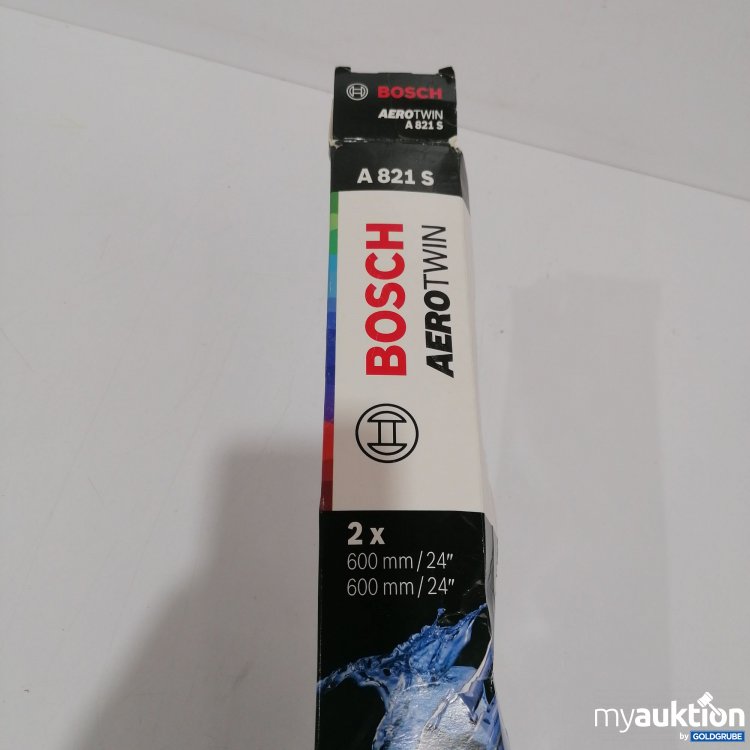 BOSCH
AEROTWIN
A 821 S
A 821 S
BOSCH
AEROTWIN
2 x
600 mm/24"
600 mm/24"
myauktion
by GOLDGRUBE